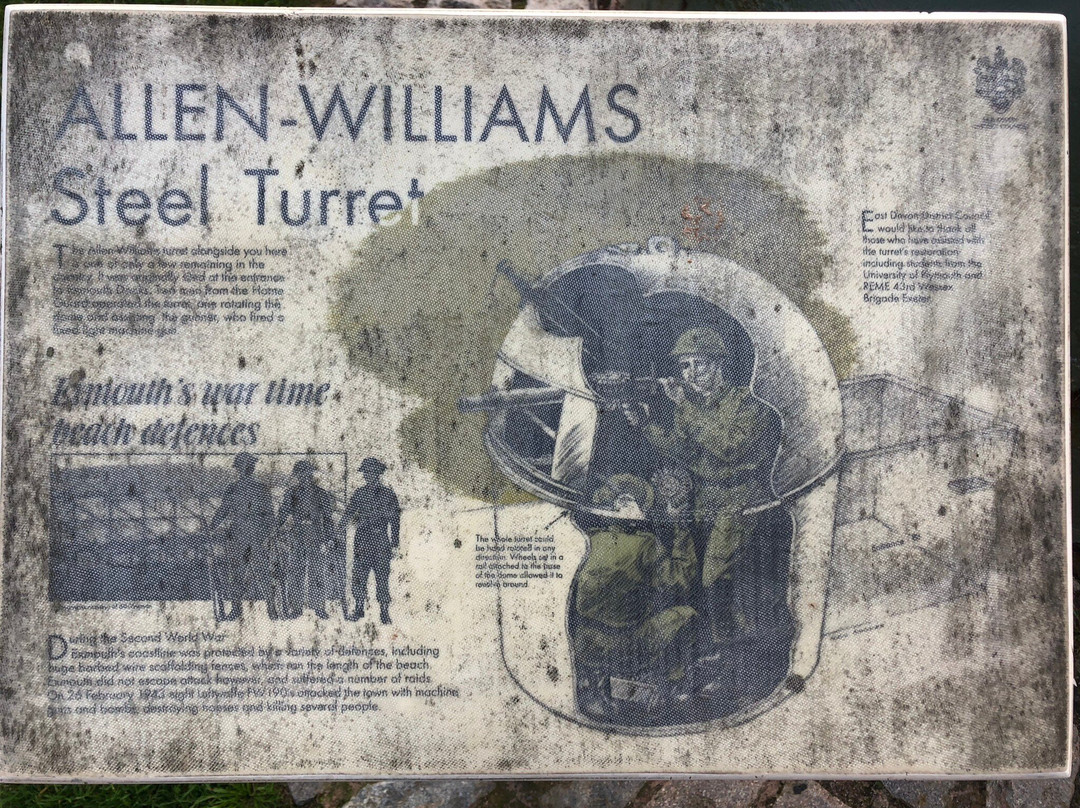 ALLEN-WILLIAMS
Steel Turret
The Allen-Williams turret alongside you here
is one of only a few remaining in the
country. It was originally sited at the entrance
to Exmouth Docks. Two men from the Home
Guard operated the turret, one rotating the
dome and assisting the gunner, who fired a
fixed light machine gun.
Exmouth's war time
beach defences
During the Second World War
Exmouth's coastline was protected by a variety of defences, including
huge barbed wire scaffolding fences, which ran the length of the beach.
Exmouth did not escape attack however, and suffered a number of raids.
On 26 February 1943 eight Luftwaffe FW190's attacked the town with machine
guns and bombs, destroying houses and killing several people.
The whole turret could
be hand rotated in any
direction. Wheels set in a
rail attached to the base
of the dome allowed it to
revolve around.
Entrance
East Devon District Council
would like to thank all
those who have assisted with
the turret's restoration
including students from the
University of Plymouth and
REME 43rd Wessex
Brigade Exeter.
EAST DEVON
DISTRICT COUNCIL